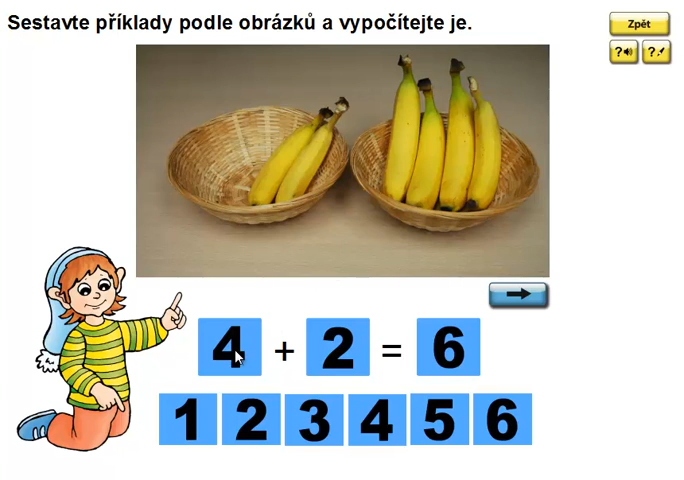 Sestavte příklady podle obrázků a vypočítejte je.
Zpět
? ?
4 + 2 = 6
1 2 3 4 5 6